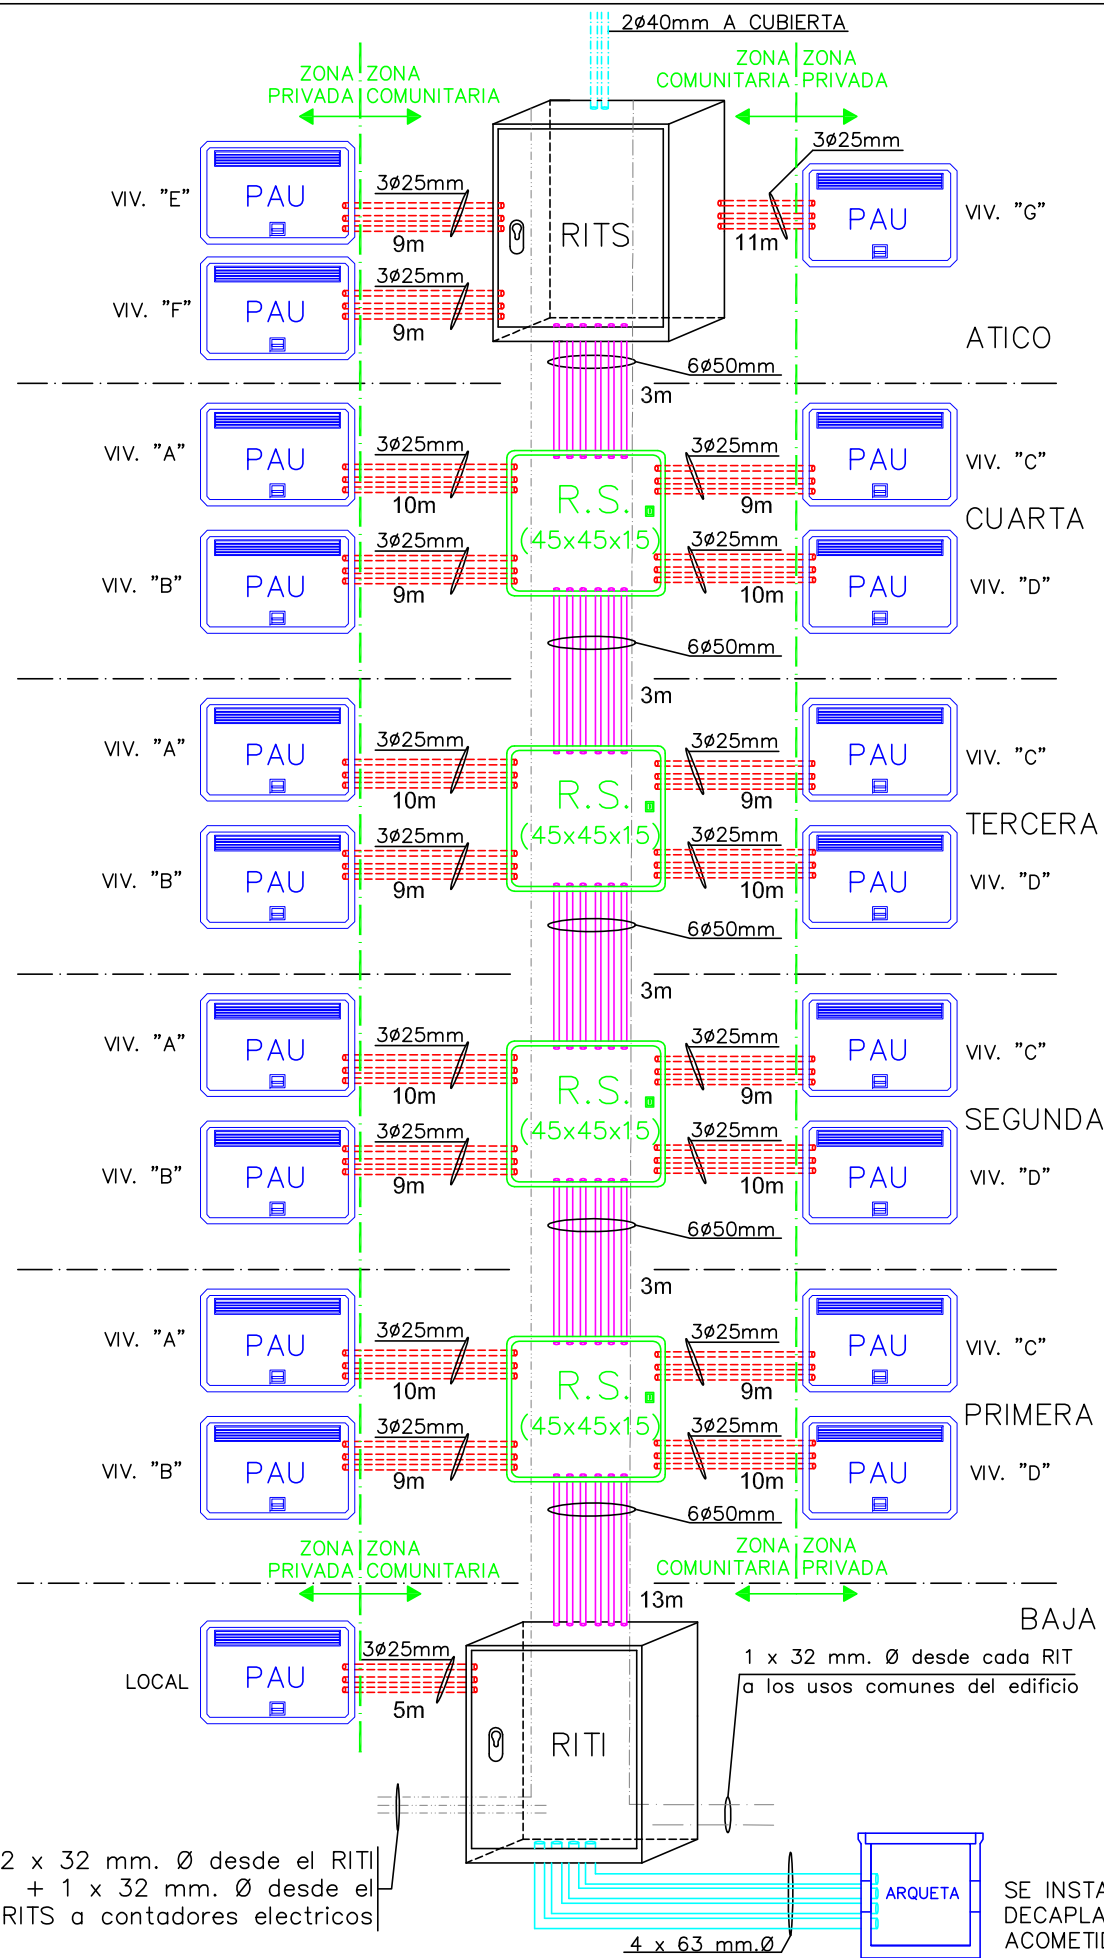 2ø40mm A CUBIERTA
ZONA ZONA
PRIVADA COMUNITARIA
ZONA ZONA
COMUNITARIA PRIVADA
VIV. "E"
PAU
3ø25mm
9m
RITS
3ø25mm
11m
PAU
VIV. "G"
VIV. "F"
PAU
3ø25mm
9m
ATICO
6ø50mm
3m
VIV. "A"
PAU
3ø25mm
10m
R.S.
(45x45x15)
3ø25mm
9m
PAU
VIV. "C"
CUARTA
VIV. "B"
PAU
3ø25mm
9m
3ø25mm
10m
PAU
VIV. "D"
6ø50mm
3m
VIV. "A"
PAU
3ø25mm
10m
R.S.
(45x45x15)
3ø25mm
9m
PAU
VIV. "C"
TERCERA
VIV. "B"
PAU
3ø25mm
9m
3ø25mm
10m
PAU
VIV. "D"
6ø50mm
3m
VIV. "A"
PAU
3ø25mm
10m
R.S.
(45x45x15)
3ø25mm
9m
PAU
VIV. "C"
SEGUNDA
VIV. "B"
PAU
3ø25mm
9m
3ø25mm
10m
PAU
VIV. "D"
6ø50mm
3m
VIV. "A"
PAU
3ø25mm
10m
R.S.
(45x45x15)
3ø25mm
9m
PAU
VIV. "C"
PRIMERA
VIV. "B"
PAU
3ø25mm
9m
3ø25mm
10m
PAU
VIV. "D"
6ø50mm
ZONA ZONA
PRIVADA COMUNITARIA
ZONA ZONA
COMUNITARIA PRIVADA
13m
BAJA
LOCAL
PAU
3ø25mm
5m
RITI
1 x 32 mm. Ø desde cada RIT
a los usos comunes del edificio
2 x 32 mm. Ø desde el RITI
+ 1 x 32 mm. Ø desde el
RITS a contadores electricos
4 x 63 mm.Ø
ARQUETA
SE INSTA
DECAPLA
ACOMETID